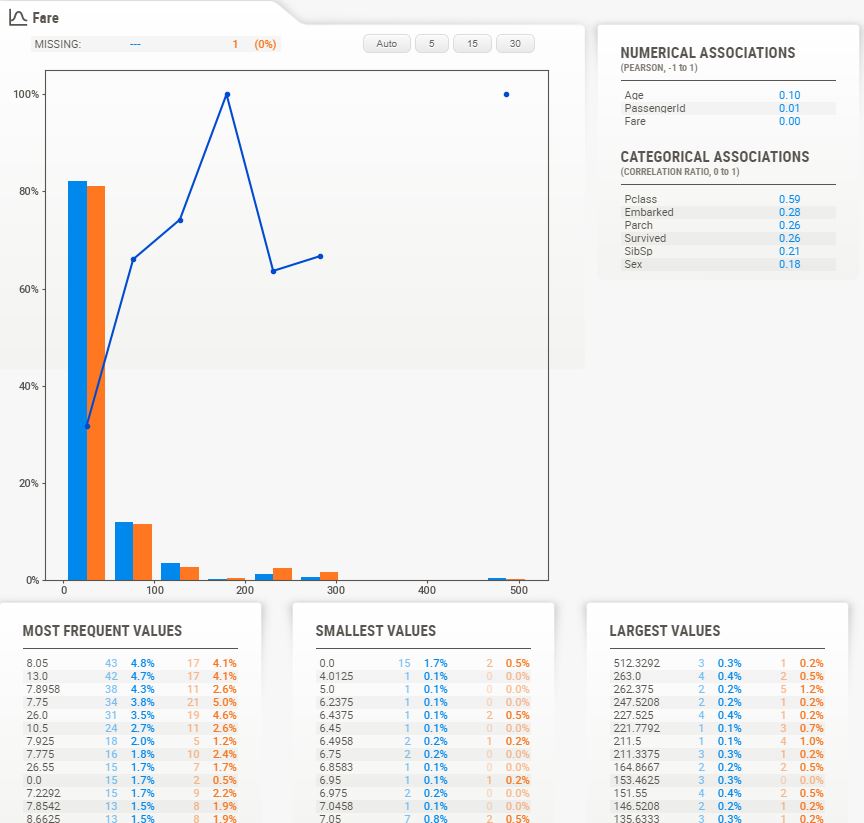 Fare
MISSING: --- 1 (0%)
Auto 5 15 30
100%
80%
60%
40%
20%
0%
0 100 200 300 400 500
NUMERICAL ASSOCIATIONS
(PEARSON, -1 to 1)
Age 0.10
PassengerId 0.01
Fare 0.00
CATEGORICAL ASSOCIATIONS
(CORRELATION RATIO, 0 to 1)
Pclass 0.59
Embarked 0.28
Parch 0.26
Survived 0.26
SibSp 0.21
Sex 0.18
MOST FREQUENT VALUES
8.05 43 4.8% 17 4.1%
13.0 42 4.7% 17 4.1%
7.8958 38 4.3% 11 2.6%
7.75 34 3.8% 21 5.0%
26.0 31 3.5% 19 4.6%
10.5 24 2.7% 11 2.6%
7.925 18 2.0% 5 1.2%
7.775 16 1.8% 10 2.4%
26.55 15 1.7% 7 1.7%
0.0 15 1.7% 2 0.5%
7.2292 15 1.7% 9 2.2%
7.8542 13 1.5% 8 1.9%
8.6625 13 1.5% 8 1.9%
SMALLEST VALUES
0.0 15 1.7% 2 0.5%
4.0125 1 0.1% 0 0.0%
5.0 1 0.1% 0 0.0%
6.2375 1 0.1% 0 0.0%
6.4375 1 0.1% 2 0.5%
6.45 1 0.1% 0 0.0%
6.4958 2 0.2% 1 0.2%
6.75 2 0.2% 0 0.0%
6.8583 1 0.1% 0 0.0%
6.95 1 0.1% 1 0.2%
6.975 2 0.2% 0 0.0%
7.0458 1 0.1% 0 0.0%
7.05 7 0.8% 2 0.5%
LARGEST VALUES
512.3292 3 0.3% 1 0.2%
263.0 4 0.4% 2 0.5%
262.375 2 0.2% 5 1.2%
247.5208 2 0.2% 1 0.2%
227.525 4 0.4% 1 0.2%
221.7792 1 0.1% 3 0.7%
211.5 1 0.1% 4 1.0%
211.3375 3 0.3% 1 0.2%
164.8667 2 0.2% 2 0.5%
153.4625 3 0.3% 0 0.0%
151.55 4 0.4% 2 0.5%
146.5208 2 0.2% 1 0.2%
135.6333 3 0.3% 1 0.2%